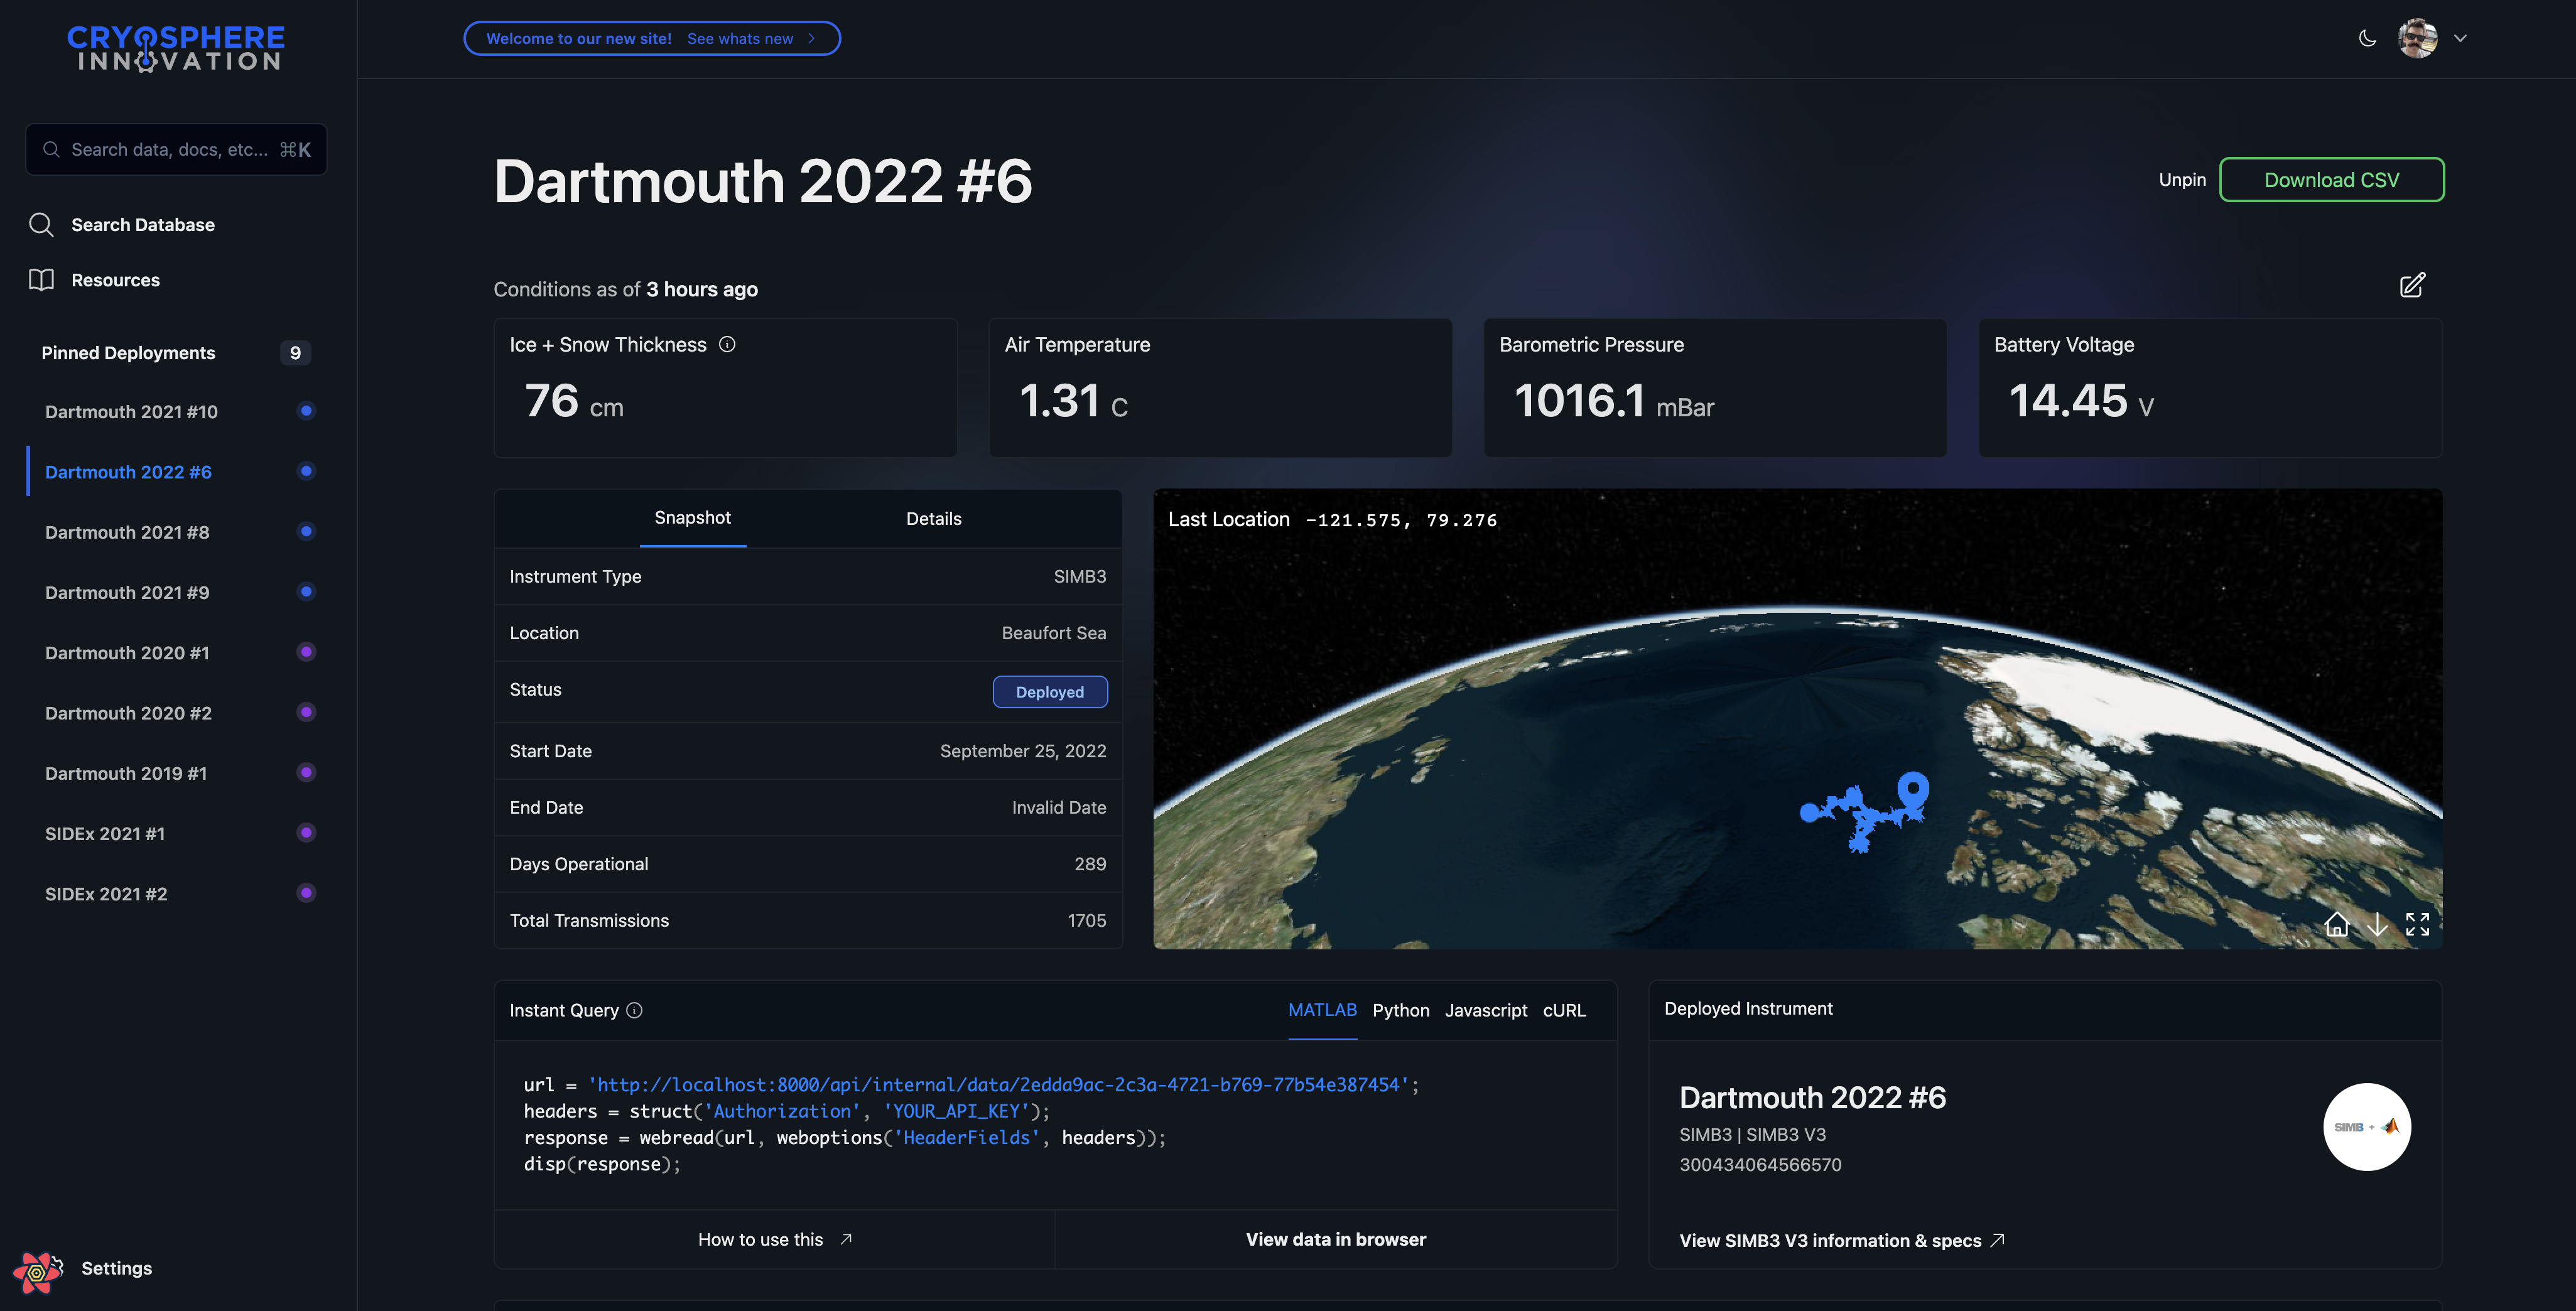 CRYOSPHERE
INNOVATION
Welcome to our new site! See whats new
Search data, docs, etc... ⌘K
Search Database
Resources
Pinned Deployments 9
Dartmouth 2021 #10
Dartmouth 2022 #6
Dartmouth 2021 #8
Dartmouth 2021 #9
Dartmouth 2020 #1
Dartmouth 2020 #2
Dartmouth 2019 #1
SIDEx 2021 #1
SIDEx 2021 #2
Settings
Dartmouth 2022 #6
Unpin Download CSV
Conditions as of 3 hours ago
Ice + Snow Thickness
76 cm
Air Temperature
1.31 C
Barometric Pressure
1016.1 mBar
Battery Voltage
14.45 V
Snapshot Details
Instrument Type SIMB3
Location Beaufort Sea
Status Deployed
Start Date September 25, 2022
End Date Invalid Date
Days Operational 289
Total Transmissions 1705
Last Location -121.575, 79.276
Instant Query MATLAB Python Javascript cURL
url = 'http://localhost:8000/api/internal/data/2edda9ac-2c3a-4721-b769-77b54e387454';
headers = struct('Authorization', 'YOUR_API_KEY');
response = webread(url, weboptions('HeaderFields', headers));
disp(response);
How to use this View data in browser
Deployed Instrument
Dartmouth 2022 #6
SIMB3 | SIMB3 V3
300434064566570
SIMB +
View SIMB3 V3 information & specs